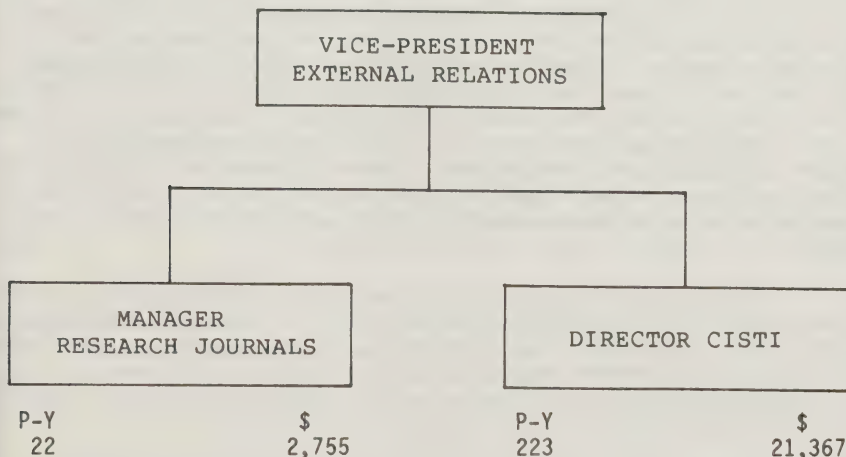 VICE-PRESIDENT
EXTERNAL RELATIONS
MANAGER
RESEARCH JOURNALS
DIRECTOR CISTI
P-Y $ P-Y $
22 2,755 223 21,367